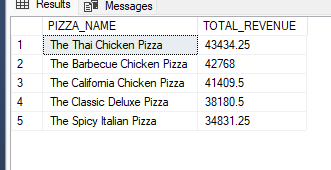 Results Messages
PIZZA_NAME TOTAL_REVENUE
1 The Thai Chicken Pizza 43434.25
2 The Barbecue Chicken Pizza 42768
3 The California Chicken Pizza 41409.5
4 The Classic Deluxe Pizza 38180.5
5 The Spicy Italian Pizza 34831.25